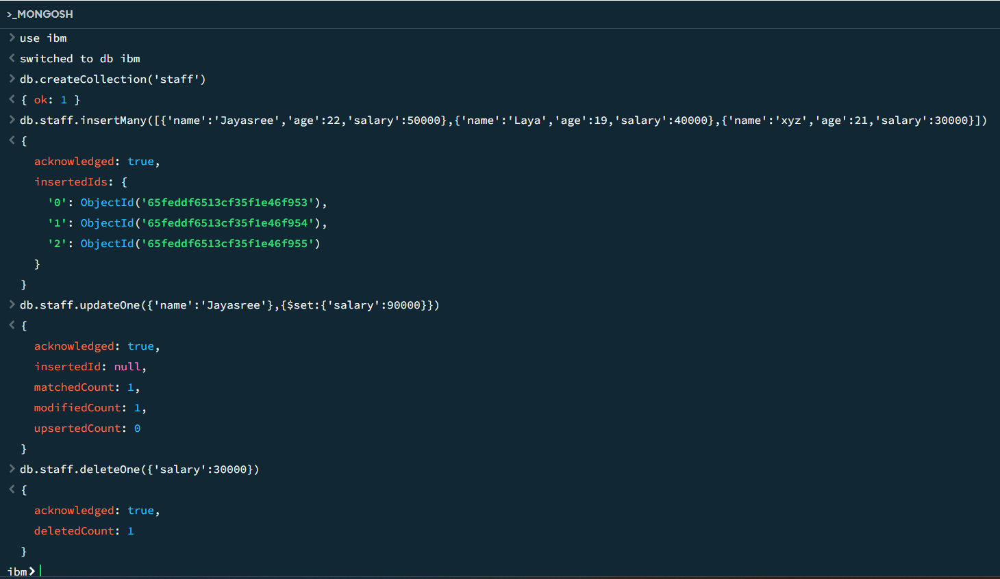 >_MONGOSH
> use ibm
< switched to db ibm
> db.createCollection('staff')
< { ok: 1 }
> db.staff.insertMany([{'name':'Jayasree','age':22,'salary':50000},{'name':'Laya','age':19,'salary':40000},{'name':'xyz','age':21,'salary':30000}])
< {
    acknowledged: true,
    insertedIds: {
      '0': ObjectId('65feddf6513cf35f1e46f953'),
      '1': ObjectId('65feddf6513cf35f1e46f954'),
      '2': ObjectId('65feddf6513cf35f1e46f955')
    }
  }
> db.staff.updateOne({'name':'Jayasree'},{$set:{'salary':90000}})
< {
    acknowledged: true,
    insertedId: null,
    matchedCount: 1,
    modifiedCount: 1,
    upsertedCount: 0
  }
> db.staff.deleteOne({'salary':30000})
< {
    acknowledged: true,
    deletedCount: 1
  }
ibm>